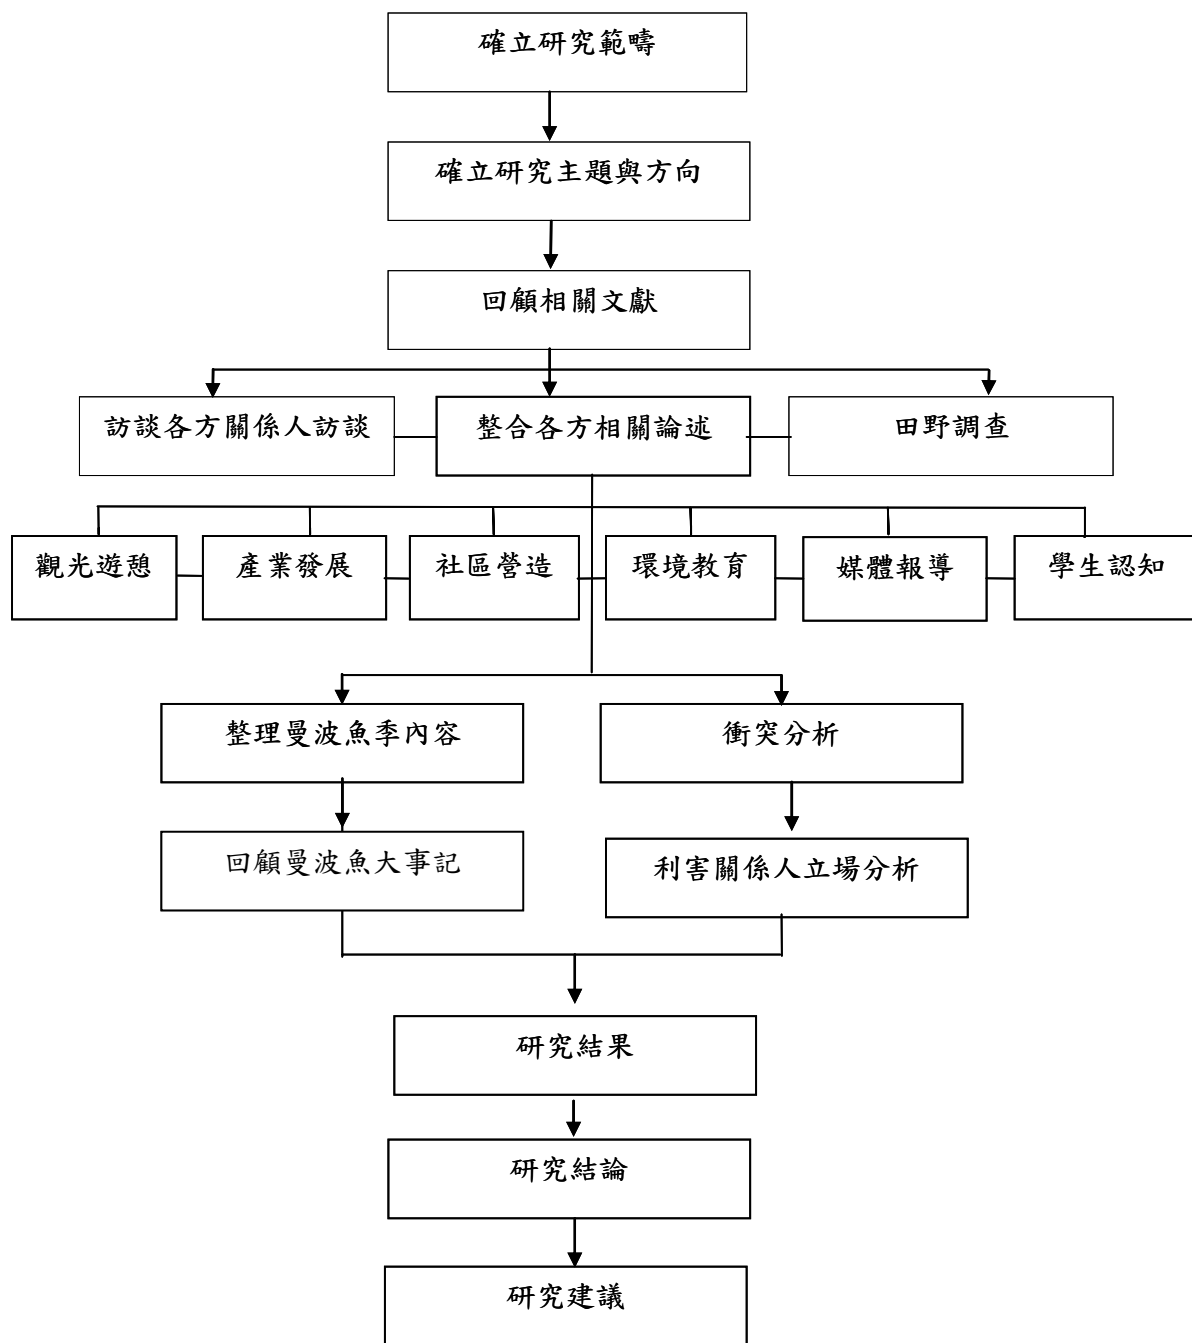 確立研究範疇
確立研究主題與方向
回顧相關文獻
訪談各方關係人訪談
整合各方相關論述
田野調查
觀光遊憩
產業發展
社區營造
環境教育
媒體報導
學生認知
整理曼波魚季內容
衝突分析
回顧曼波魚大事記
利害關係人立場分析
研究結果
研究結論
研究建議